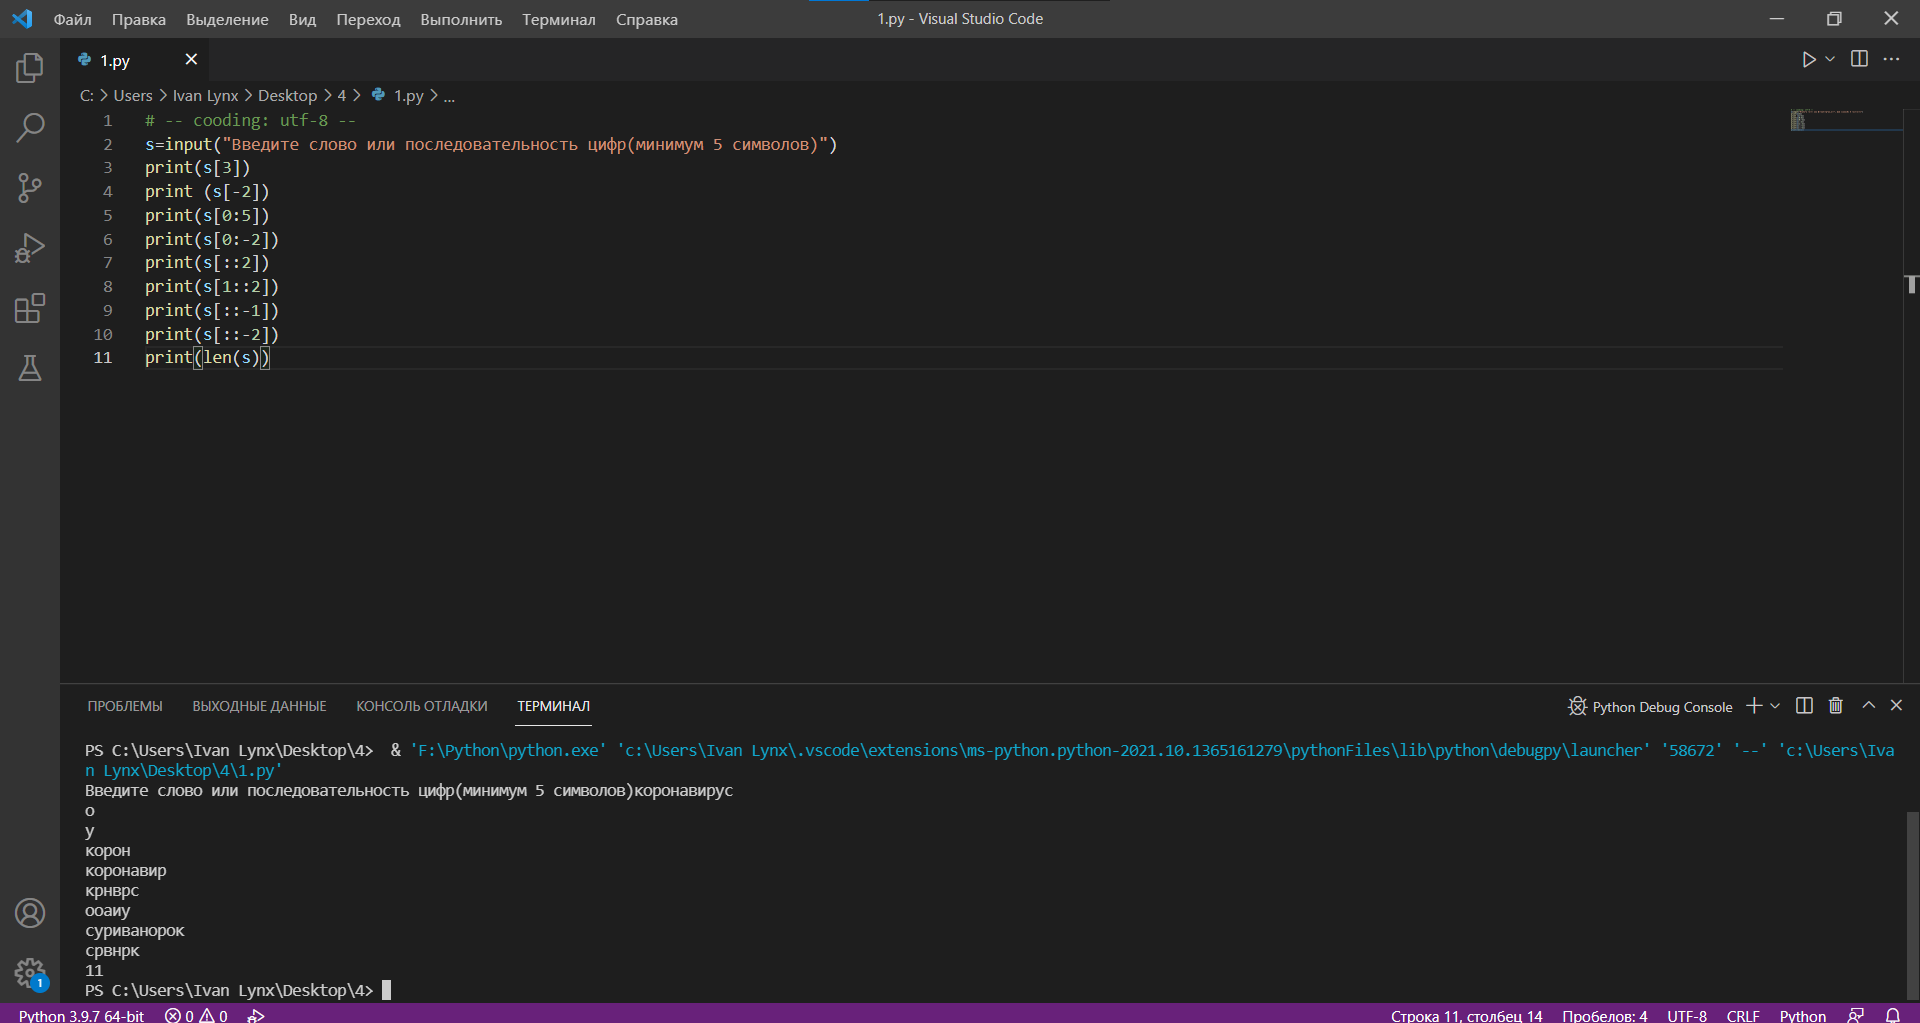 Файл Правка Выделение Вид Переход Выполнить Терминал Справка 1.py - Visual Studio Code
1.py
C: > Users > Ivan Lynx > Desktop > 4 > 1.py > ...
1 # -- cooding: utf-8 --
2 s=input("Введите слово или последовательность цифр(минимум 5 символов)")
3 print(s[3])
4 print (s[-2])
5 print(s[0:5])
6 print(s[0:-2])
7 print(s[::2])
8 print(s[1::2])
9 print(s[::-1])
10 print(s[::-2])
11 print(len(s))
ПРОБЛЕМЫ ВЫХОДНЫЕ ДАННЫЕ КОНСОЛЬ ОТЛАДКИ ТЕРМИНАЛ Python Debug Console
PS C:\Users\Ivan Lynx\Desktop\4> & 'F:\Python\python.exe' 'c:\Users\Ivan Lynx\.vscode\extensions\ms-python.python-2021.10.1365161279\pythonFiles\lib\python\debugpy\launcher' '58672' '--' 'c:\Users\Iva
n Lynx\Desktop\4\1.py'
Введите слово или последовательность цифр(минимум 5 символов)коронавирус
о
у
корон
коронавир
крнврс
ооаиу
суриванорок
срвнрк
11
PS C:\Users\Ivan Lynx\Desktop\4>
1
Python 3.9.7 64-bit 0 0 Строка 11, столбец 14 Пробелов: 4 UTF-8 CRLF Python